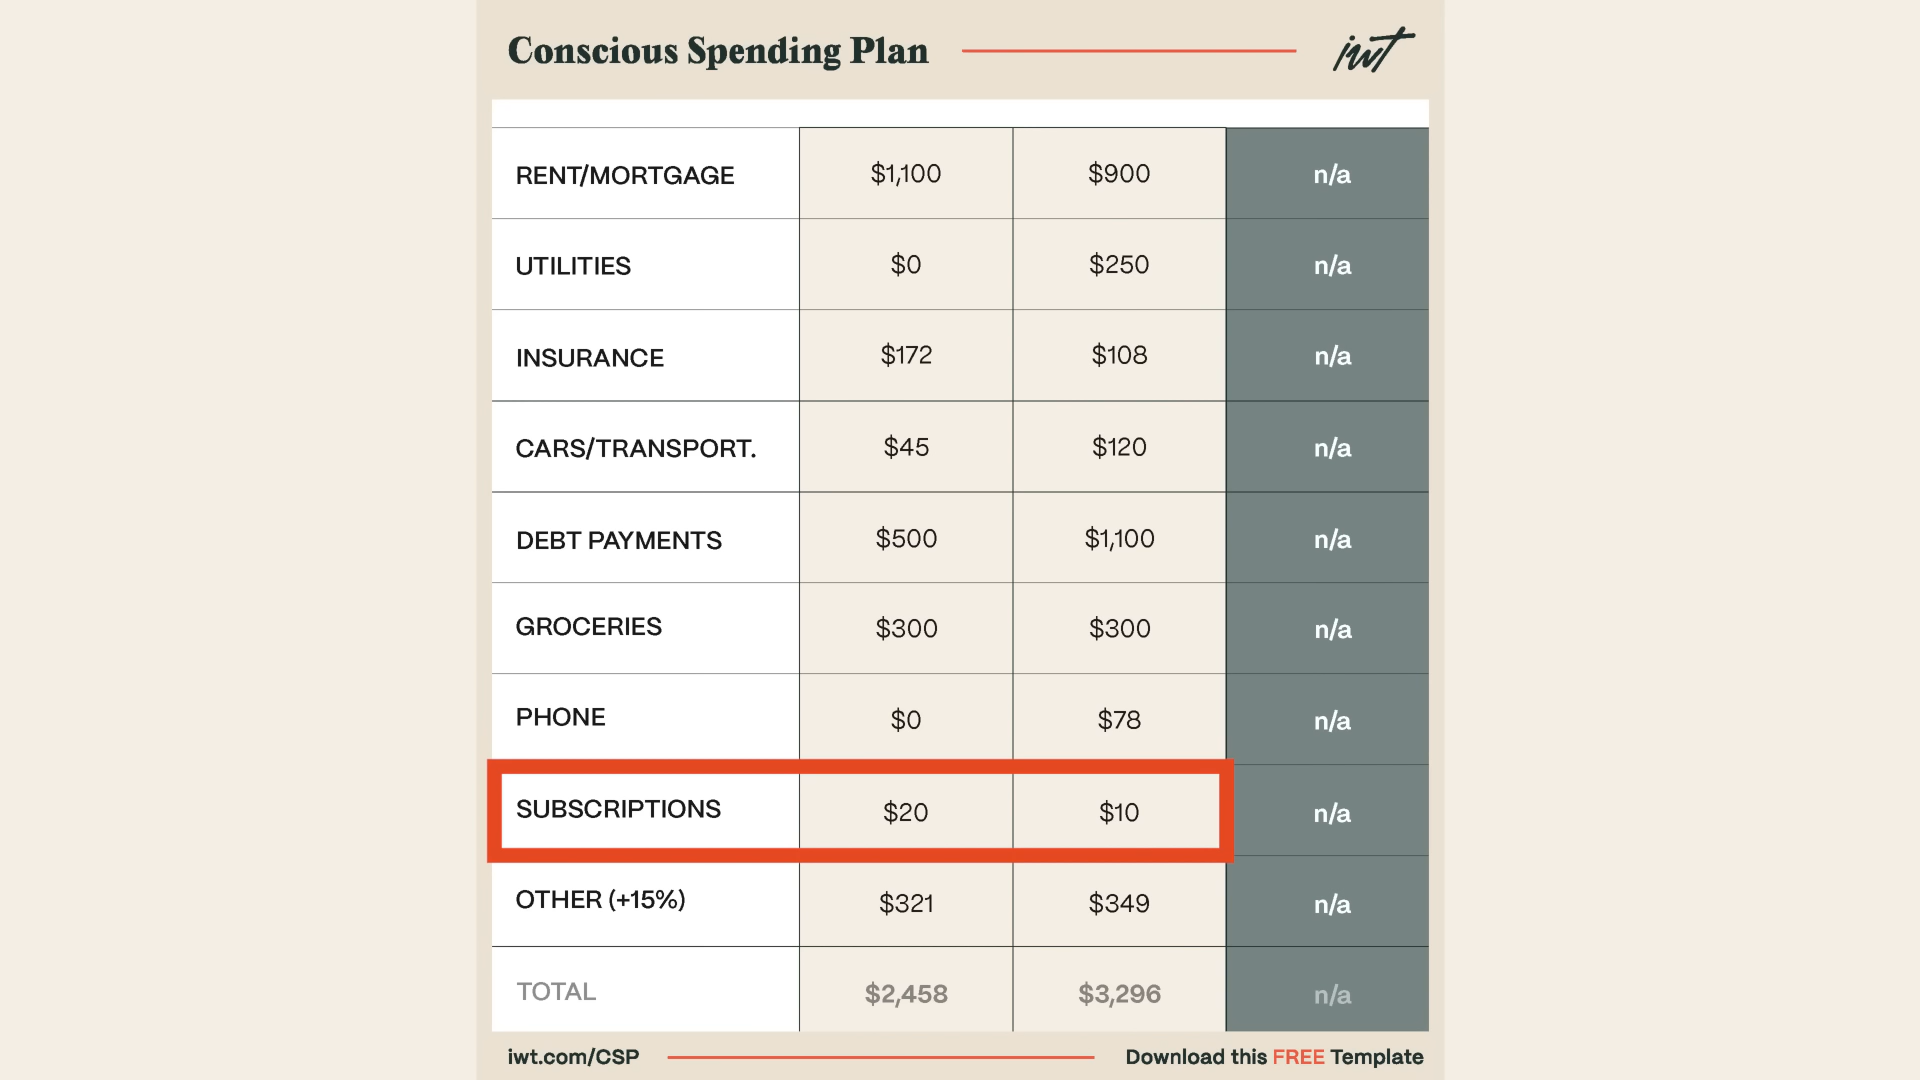 Conscious Spending Plan
iwt
RENT/MORTGAGE $1,100 $900 n/a
UTILITIES $0 $250 n/a
INSURANCE $172 $108 n/a
CARS/TRANSPORT. $45 $120 n/a
DEBT PAYMENTS $500 $1,100 n/a
GROCERIES $300 $300 n/a
PHONE $0 $78 n/a
SUBSCRIPTIONS $20 $10 n/a
OTHER (+15%) $321 $349 n/a
TOTAL $2,458 $3,296 n/a
iwt.com/CSP
Download this FREE Template